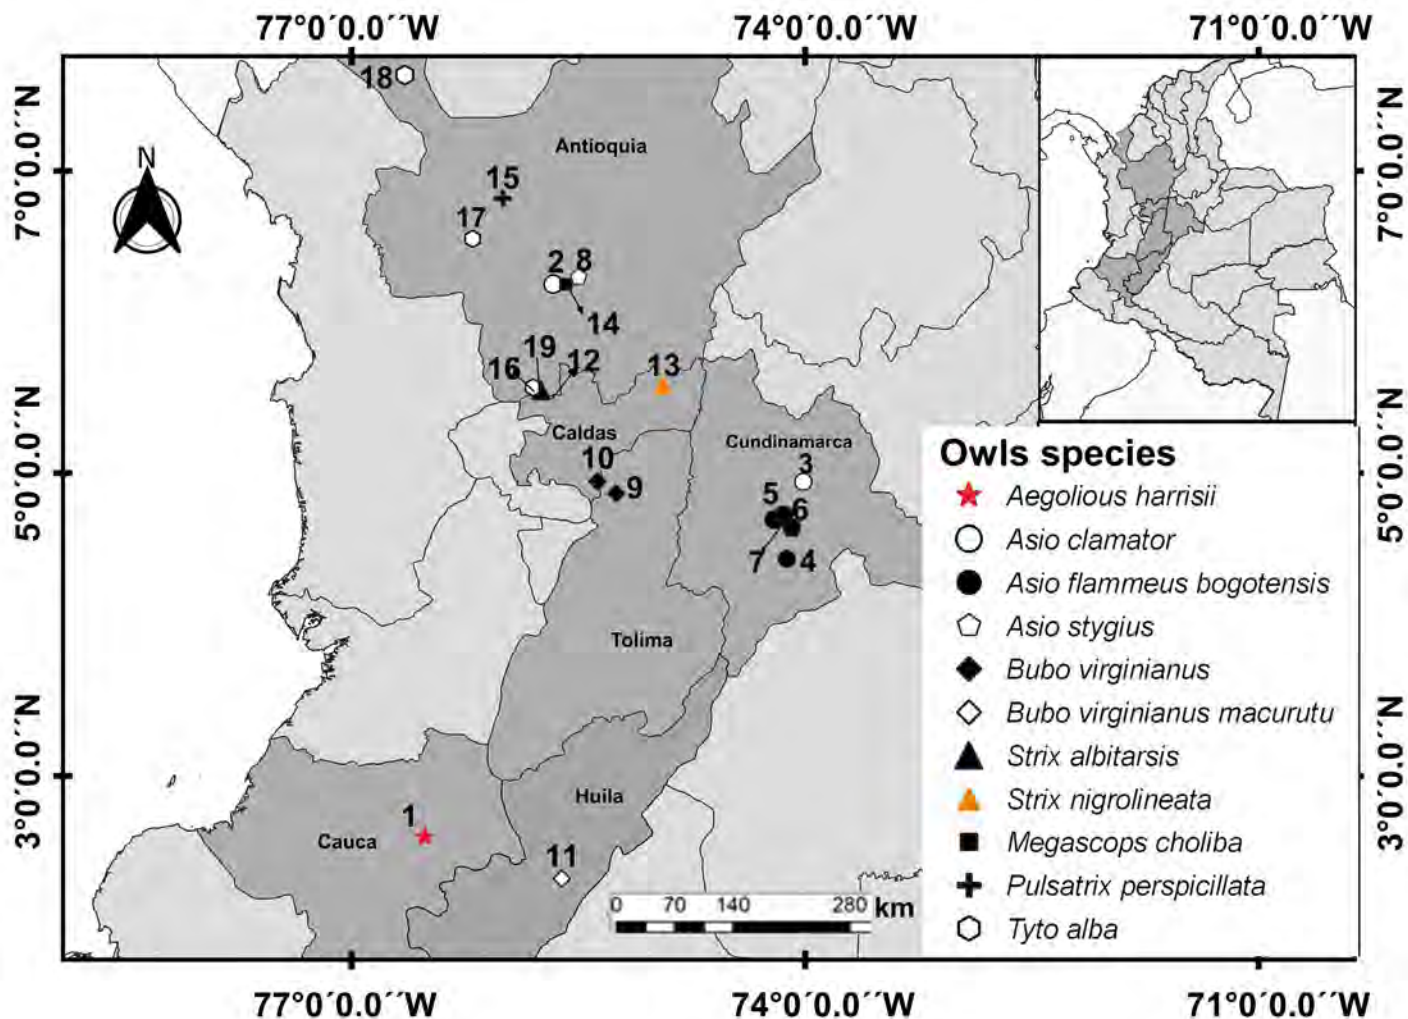 77°0´0.0´´W 74°0´0.0´´W 71°0´0.0´´W
7°0´0.0´´N
5°0´0.0´´N
3°0´0.0´´N
N
18
Antioquia
15
17
2 8
14
19
16 12
13
Caldas
10
9
Cundinamarca
3
5
6
7 4
Tolima
Huila
1
Cauca
11
0 70 140 280 km
Owls species
Aegolious harrisii
Asio clamator
Asio flammeus bogotensis
Asio stygius
Bubo virginianus
Bubo virginianus macurutu
Strix albitarsis
Strix nigrolineata
Megascops choliba
Pulsatrix perspicillata
Tyto alba
7°0´0.0´´N
5°0´0.0´´N
3°0´0.0´´N
77°0´0.0´´W 74°0´0.0´´W 71°0´0.0´´W